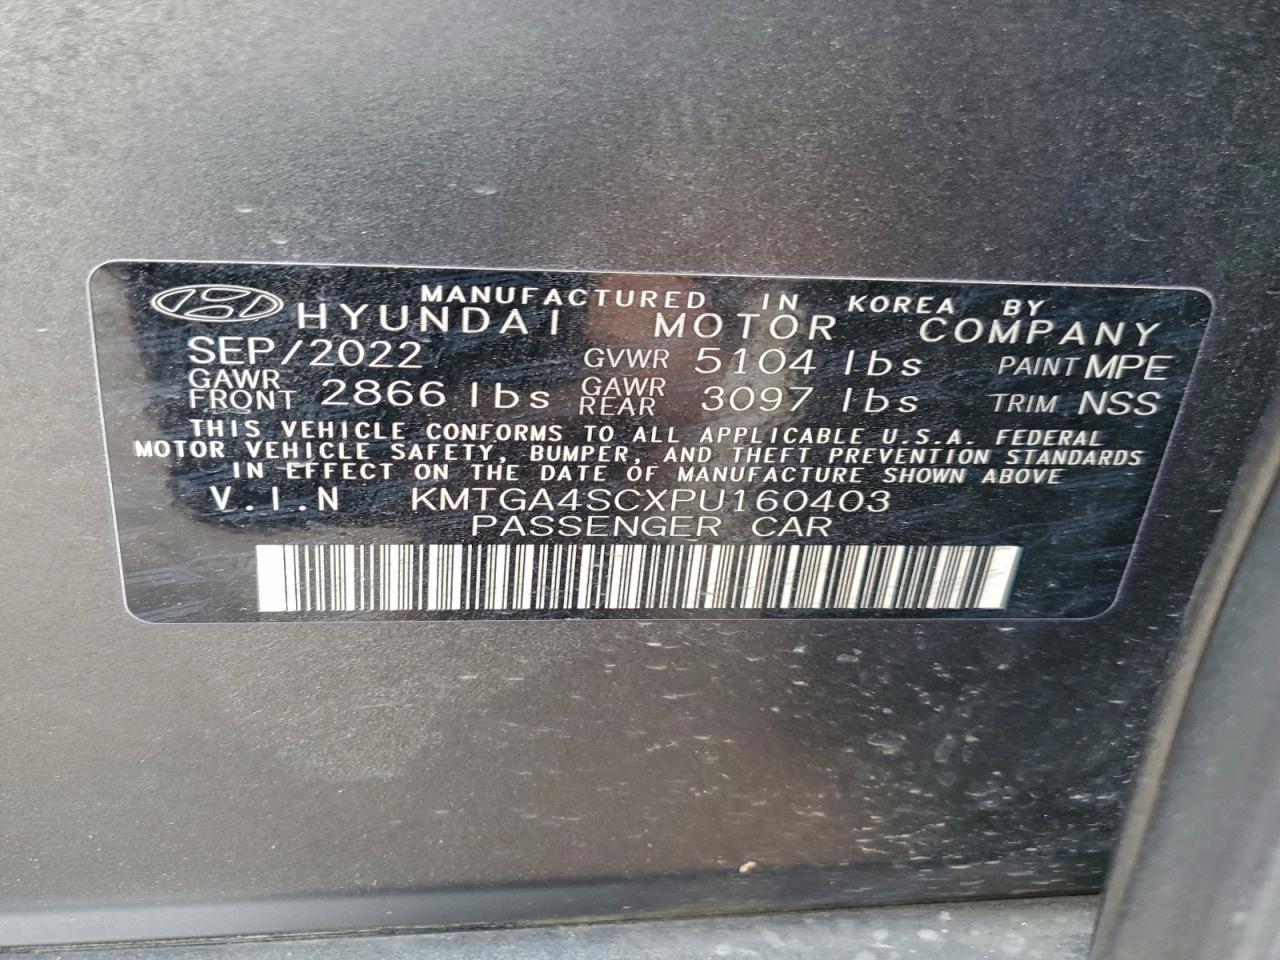 MANUFACTURED IN KOREA BY
HYUNDAI MOTOR COMPANY
SEP/2022 GVWR 5104 lbs PAINT MPE
GAWR FRONT 2866 lbs GAWR REAR 3097 lbs TRIM NSS
THIS VEHICLE CONFORMS TO ALL APPLICABLE U.S.A. FEDERAL
MOTOR VEHICLE SAFETY, BUMPER, AND THEFT PREVENTION STANDARDS
IN EFFECT ON THE DATE OF MANUFACTURE SHOWN ABOVE
V.I.N KMTGA4SCXPU160403
PASSENGER CAR